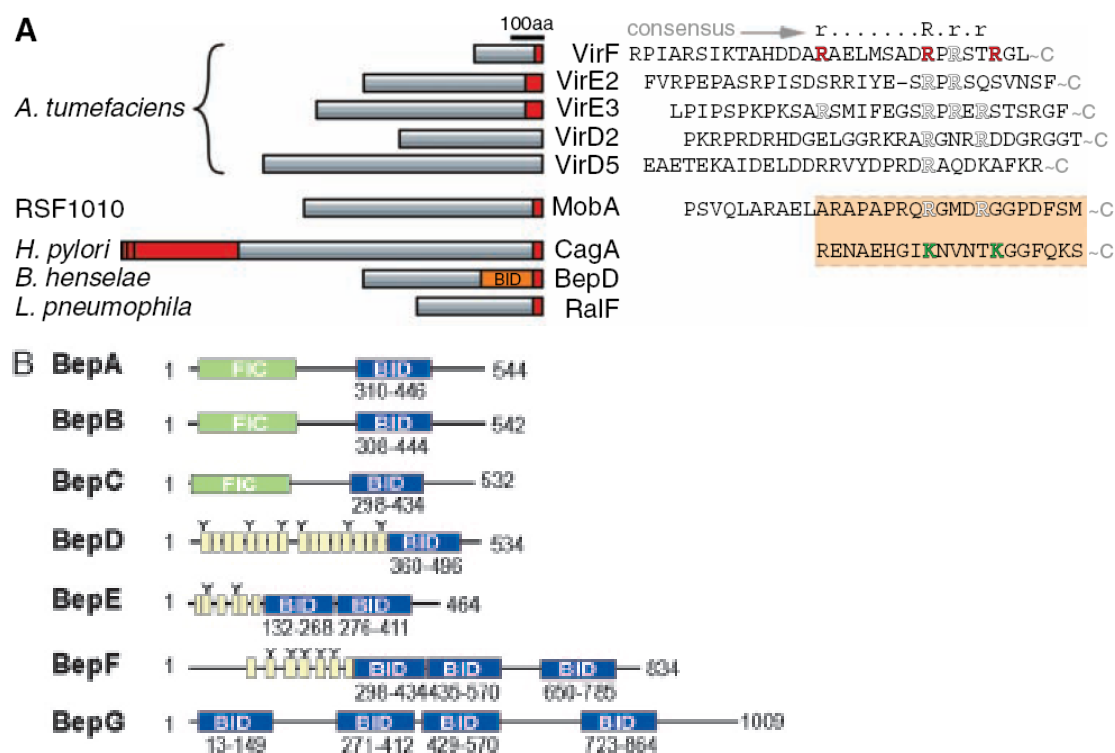 A
100aa
consensus r.......R.r.r
A. tumefaciens
VirF RPIARSIKTAHDDARAELMSADRPRSTRGL~C
VirE2 FVRPEPASRPISDSRRIYE-SRPRSQSVNSF~C
VirE3 LPIPSPKPKSARSMIFEGSRPRERSTSRGF~C
VirD2 PKRPRDRHDGELGGRKRARGNRRDDGRGGT~C
VirD5 EAETEKAIDELDDRRVYDPRDRAQDKAFKR~C
RSF1010 MobA PSVQLARAELARAPAPRQRGMDRGGPDFSM~C
H. pylori CagA RENAEHGIKNVNTKGGFQKS~C
B. henselae BID BepD
L. pneumophila RalF
B
BepA 1 FIC BID 544
310-446
BepB 1 FIC BID 542
308-444
BepC 1 FIC BID 532
298-434
BepD 1 BID 534
360-496
BepE 1 BID BID 464
132-268 276-411
BepF 1 BID BID BID 834
298-434 435-570 650-785
BepG 1 BID BID BID BID 1009
13-149 271-412 429-570 723-864